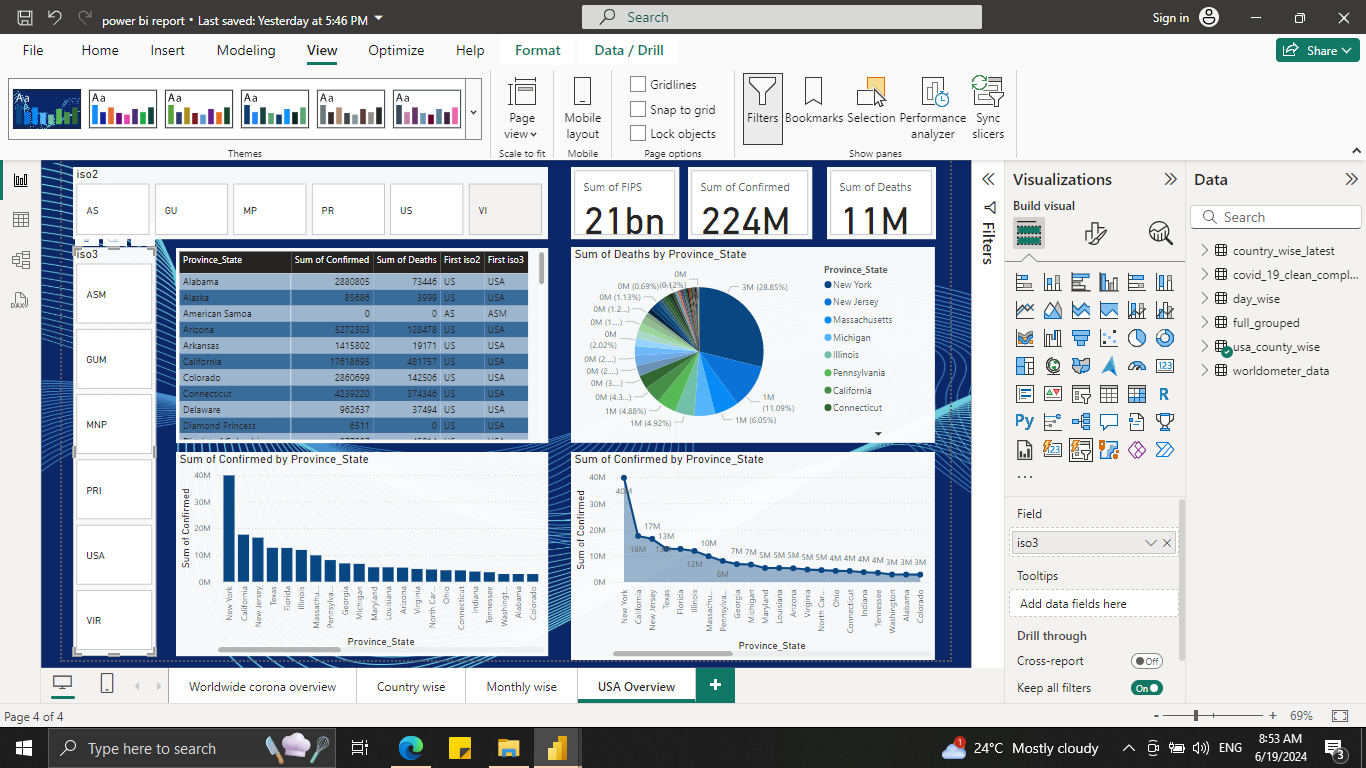 power bi report • Last saved: Yesterday at 5:46 PM
Search
Sign in
File Home Insert Modeling View Optimize Help Format Data / Drill
Share
Aa Aa Aa Aa Aa Aa
Themes
Page view
Scale to fit
Mobile layout
Mobile
Gridlines
Snap to grid
Lock objects
Page options
Filters
Bookmarks
Selection
Performance analyzer
Sync slicers
Show panes
iso2
AS GU MP PR US VI
Sum of FIPS
21bn
Sum of Confirmed
224M
Sum of Deaths
11M
iso3
ASM
GUM
MNP
PRI
USA
VIR
Province_State Sum of Confirmed Sum of Deaths First iso2 First iso3
Alabama 2880805 73446 US USA
Alaska 85686 3999 US USA
American Samoa 0 0 AS ASM
Arizona 5272303 128478 US USA
Arkansas 1415802 19171 US USA
California 17618695 481757 US USA
Colorado 2860699 142506 US USA
Connecticut 4239220 374346 US USA
Delaware 962637 37494 US USA
Diamond Princess 6511 0 US USA
Sum of Deaths by Province_State
0M
0M (0.69%)
(0.12%)
0M (1.13%)
0M (1.2...)
0M (1....)
0M
(2.02%)
0M (2....)
0M (2....)
0M (3....)
0M (4.3...)
1M (4.88%)
1M (4.92%)
1M (6.05%)
1M
(11.09%)
3M (28.85%)
Province_State
New York
New Jersey
Massachusetts
Michigan
Illinois
Pennsylvania
California
Connecticut
Sum of Confirmed by Province_State
Sum of Confirmed
40M
30M
20M
10M
0M
New York California New Jersey Texas Florida Illinois Massachu... Pennsylva... Georgia Michigan Maryland Louisiana Arizona Virginia North Car... Ohio Connecticut Indiana Tennessee Washingt... Alabama Colorado
Province_State
Sum of Confirmed by Province_State
Sum of Confirmed
40M
30M
20M
10M
0M
40M 18M 17M 13M 12M 10M 8M 7M 7M 5M 5M 5M 5M 5M 4M 4M 4M 4M 3M 3M 3M
New York California New Jersey Texas Florida Illinois Massachu... Pennsylva... Georgia Michigan Maryland Louisiana Arizona Virginia North Car... Ohio Connecticut Indiana Tennessee Washington Alabama Colorado
Province_State
Filters
Visualizations
Build visual
123
R
Py
123
...
Field
iso3
Tooltips
Add data fields here
Drill through
Cross-report
Off
Keep all filters
On
Data
Search
country_wise_latest
covid_19_clean_compl...
day_wise
full_grouped
usa_county_wise
worldometer_data
DAX
Worldwide corona overview Country wise Monthly wise USA Overview +
Page 4 of 4
- + 69%
Type here to search
1
24°C Mostly cloudy
ENG
8:53 AM
6/19/2024
3